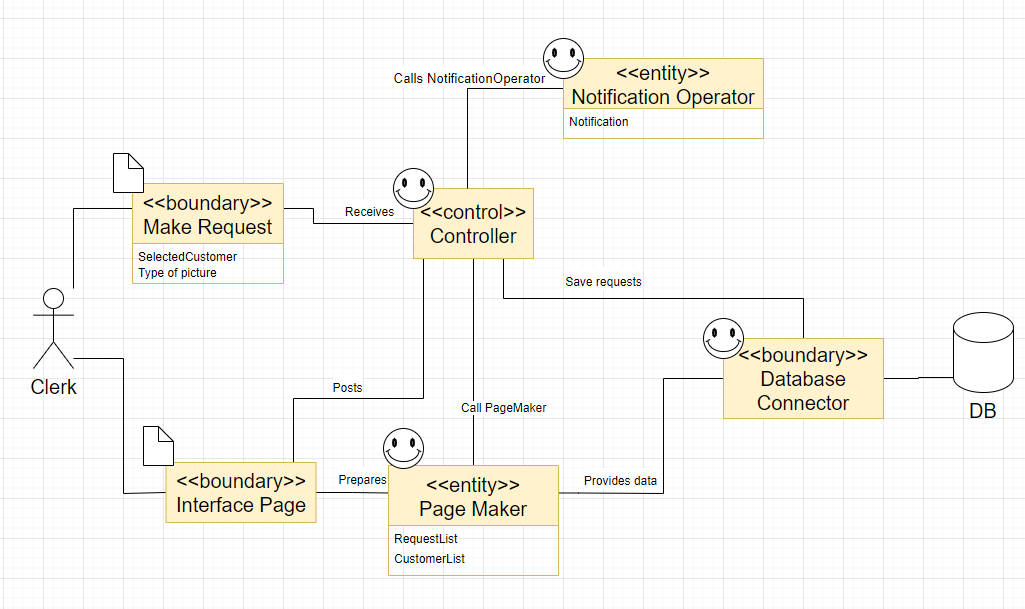 Calls NotificationOperator
<<entity>>
Notification Operator
Notification
<<boundary>>
Make Request
SelectedCustomer
Type of picture
Receives
<<control>>
Controller
Save requests
Clerk
Posts
Call PageMaker
<<boundary>>
Database
Connector
DB
<<boundary>>
Interface Page
Prepares
<<entity>>
Page Maker
RequestList
CustomerList
Provides data